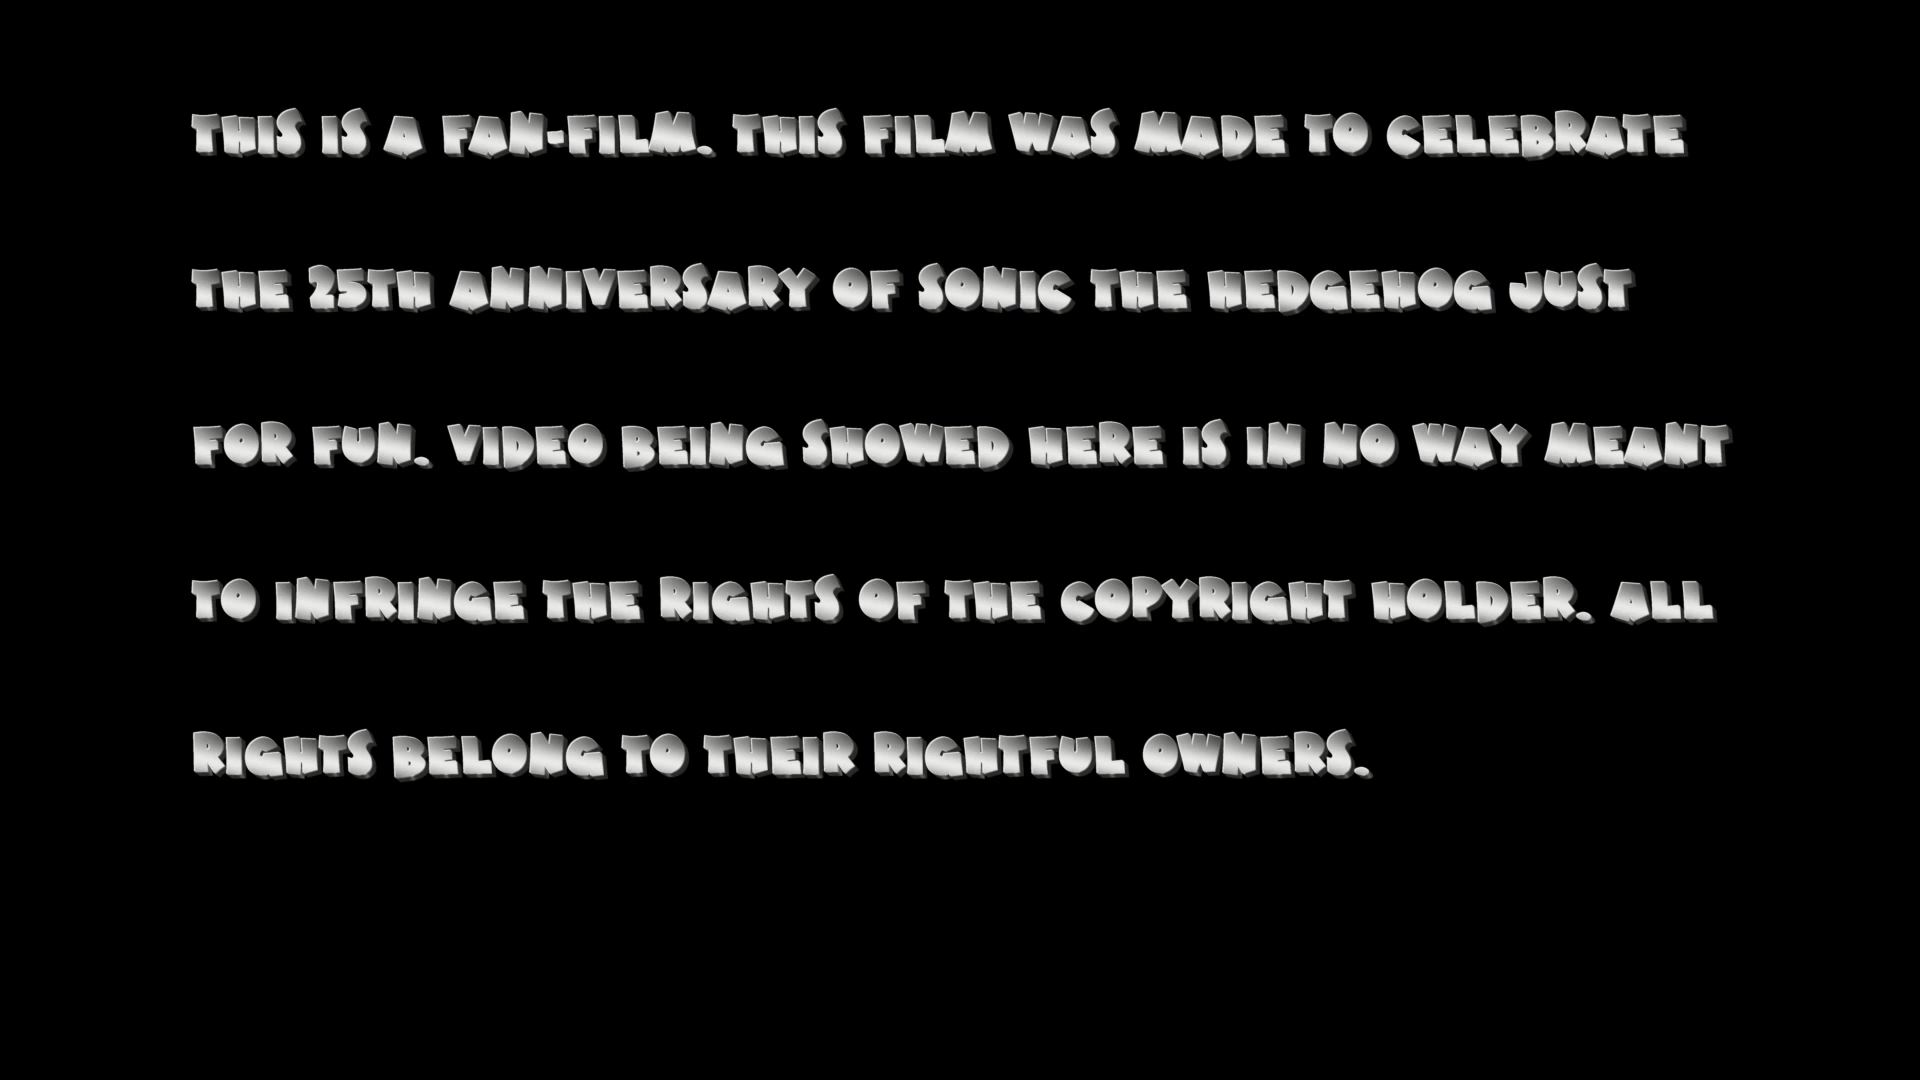 THIS IS A FAN-FILM. THIS FILM WAS MADE TO CELEBRATE
THE 25TH ANNIVERSARY OF SONIC THE HEDGEHOG JUST
FOR FUN. VIDEO BEING SHOWED HERE IS IN NO WAY MEANT
TO INFRINGE THE RIGHTS OF THE COPYRIGHT HOLDER. ALL
RIGHTS BELONG TO THEIR RIGHTFUL OWNERS.